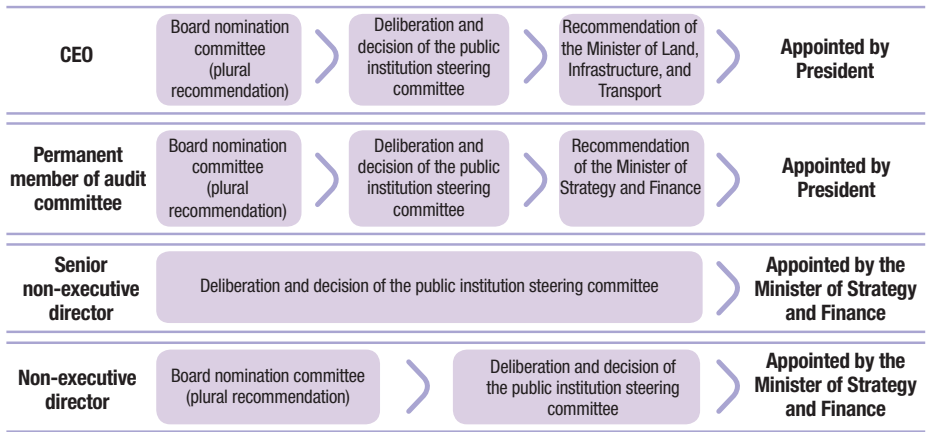 CEO
Board nomination
committee
(plural
recommendation)
Deliberation and
decision of the public
institution steering
committee
Recommendation of
the Minister of Land,
Infrastructure, and
Transport
Appointed by
President
Permanent
member of audit
committee
Board nomination
committee
(plural
recommendation)
Deliberation and
decision of the public
institution steering
committee
Recommendation
of the Minister of
Strategy and Finance
Appointed by
President
Senior
non-executive
director
Deliberation and decision of the public institution steering committee
Appointed by the
Minister of Strategy
and Finance
Non-executive
director
Board nomination committee
(plural recommendation)
Deliberation and decision of
the public institution steering
committee
Appointed by the
Minister of Strategy
and Finance